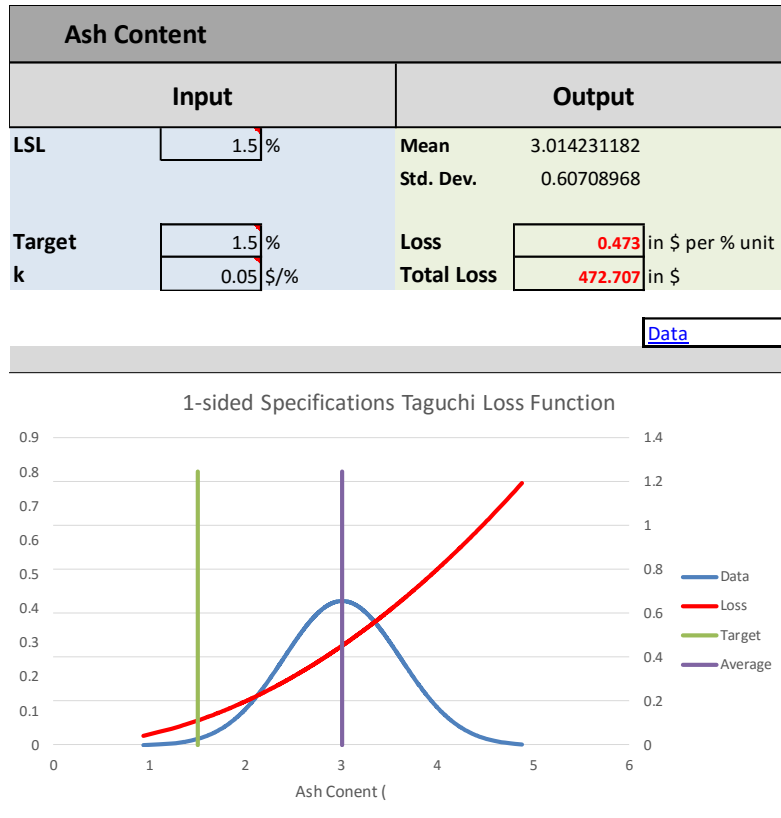 Ash Content
Input Output
LSL 1.5 % Mean 3.014231182
Std. Dev. 0.60708968
Target 1.5 % Loss 0.473 in $ per % unit
k 0.05 $/% Total Loss 472.707 in $
Data
1-sided Specifications Taguchi Loss Function
0.9 1.4
0.8 1.2
0.7
0.6 1
0.5 0.8
0.4 0.6
0.3 0.4
0.2
0.1 0.2
0 0
0 1 2 3 4 5 6
Ash Conent (
Data
Loss
Target
Average